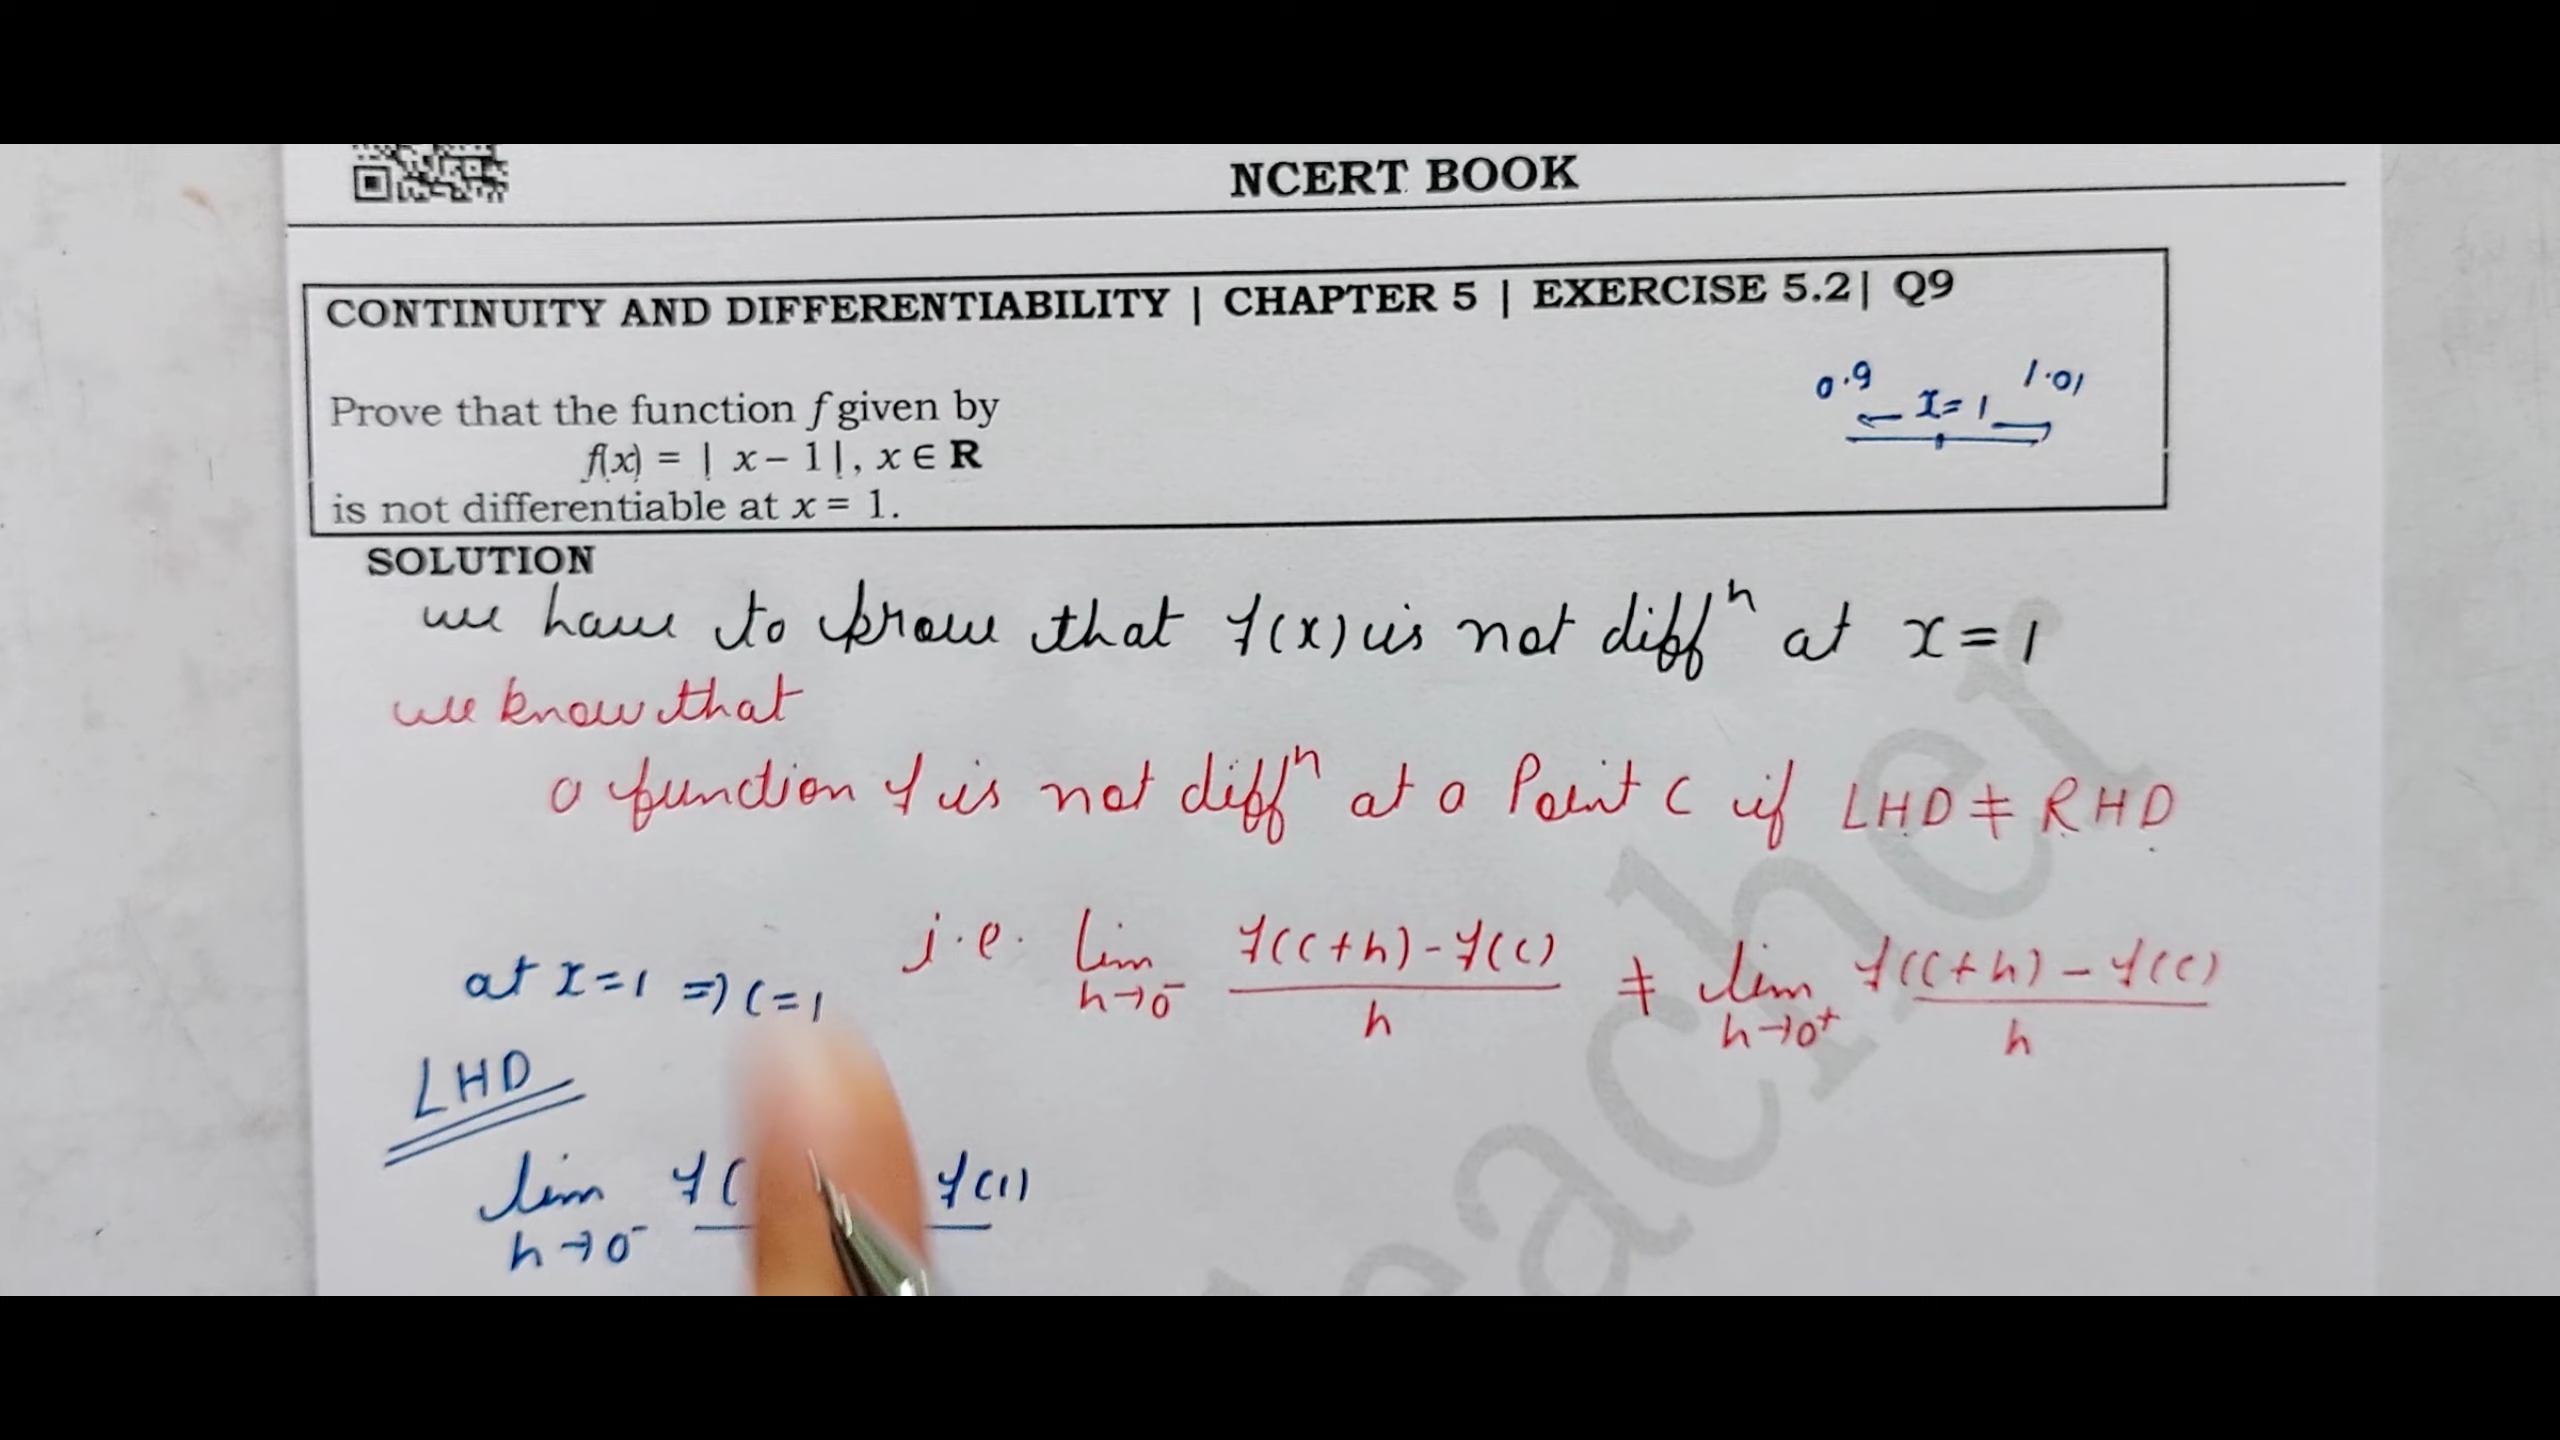 NCERT BOOK
CONTINUITY AND DIFFERENTIABILITY | CHAPTER 5 | EXERCISE 5.2| Q9
0.9 x=1 1.01
Prove that the function f given by
f(x) = | x – 1|, x ∈ R
is not differentiable at x = 1.
SOLUTION
we have to know that f(x) is not diffⁿ at x = 1
we know that
a function f is not diffⁿ at a Point C if LHD ≠ RHD
i.e. lim h→0⁻ f(c+h)-f(c) / h ≠ lim h→0⁺ f(c+h)-f(c) / h
at x=1 => c=1
LHD
lim h→0⁻ f( f(1)
acher